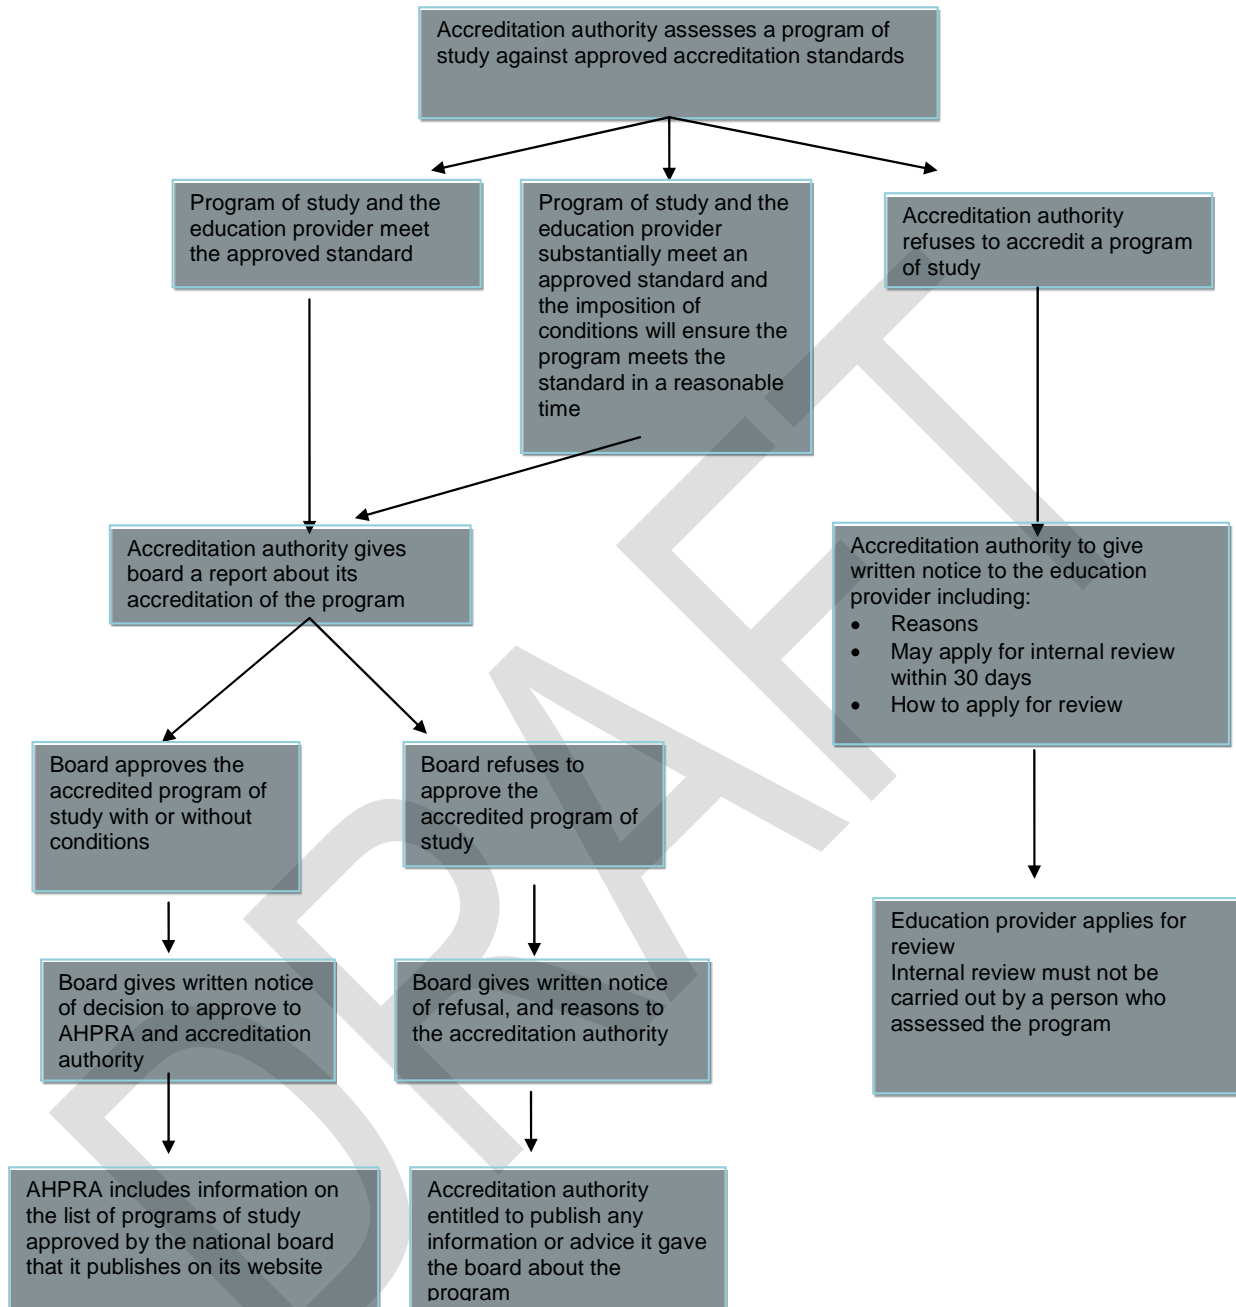 Accreditation authority assesses a program of
study against approved accreditation standards
Program of study and the
education provider meet
the approved standard
Program of study and the
education provider
substantially meet an
approved standard and
the imposition of
conditions will ensure the
program meets the
standard in a reasonable
time
Accreditation authority
refuses to accredit a program
of study
Accreditation authority gives
board a report about its
accreditation of the program
Accreditation authority to give
written notice to the education
provider including:
• Reasons
• May apply for internal review
within 30 days
• How to apply for review
Board approves the
accredited program of
study with or without
conditions
Board refuses to
approve the
accredited program of
study
Education provider applies for
review
Internal review must not be
carried out by a person who
assessed the program
Board gives written notice
of decision to approve to
AHPRA and accreditation
authority
Board gives written notice
of refusal, and reasons to
the accreditation authority
AHPRA includes information on
the list of programs of study
approved by the national board
that it publishes on its website
Accreditation authority
entitled to publish any
information or advice it gave
the board about the
program
DRAFT